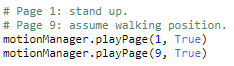 # Page 1: stand up.
# Page 9: assume walking position.
motionManager.playPage(1, True)
motionManager.playPage(9, True)